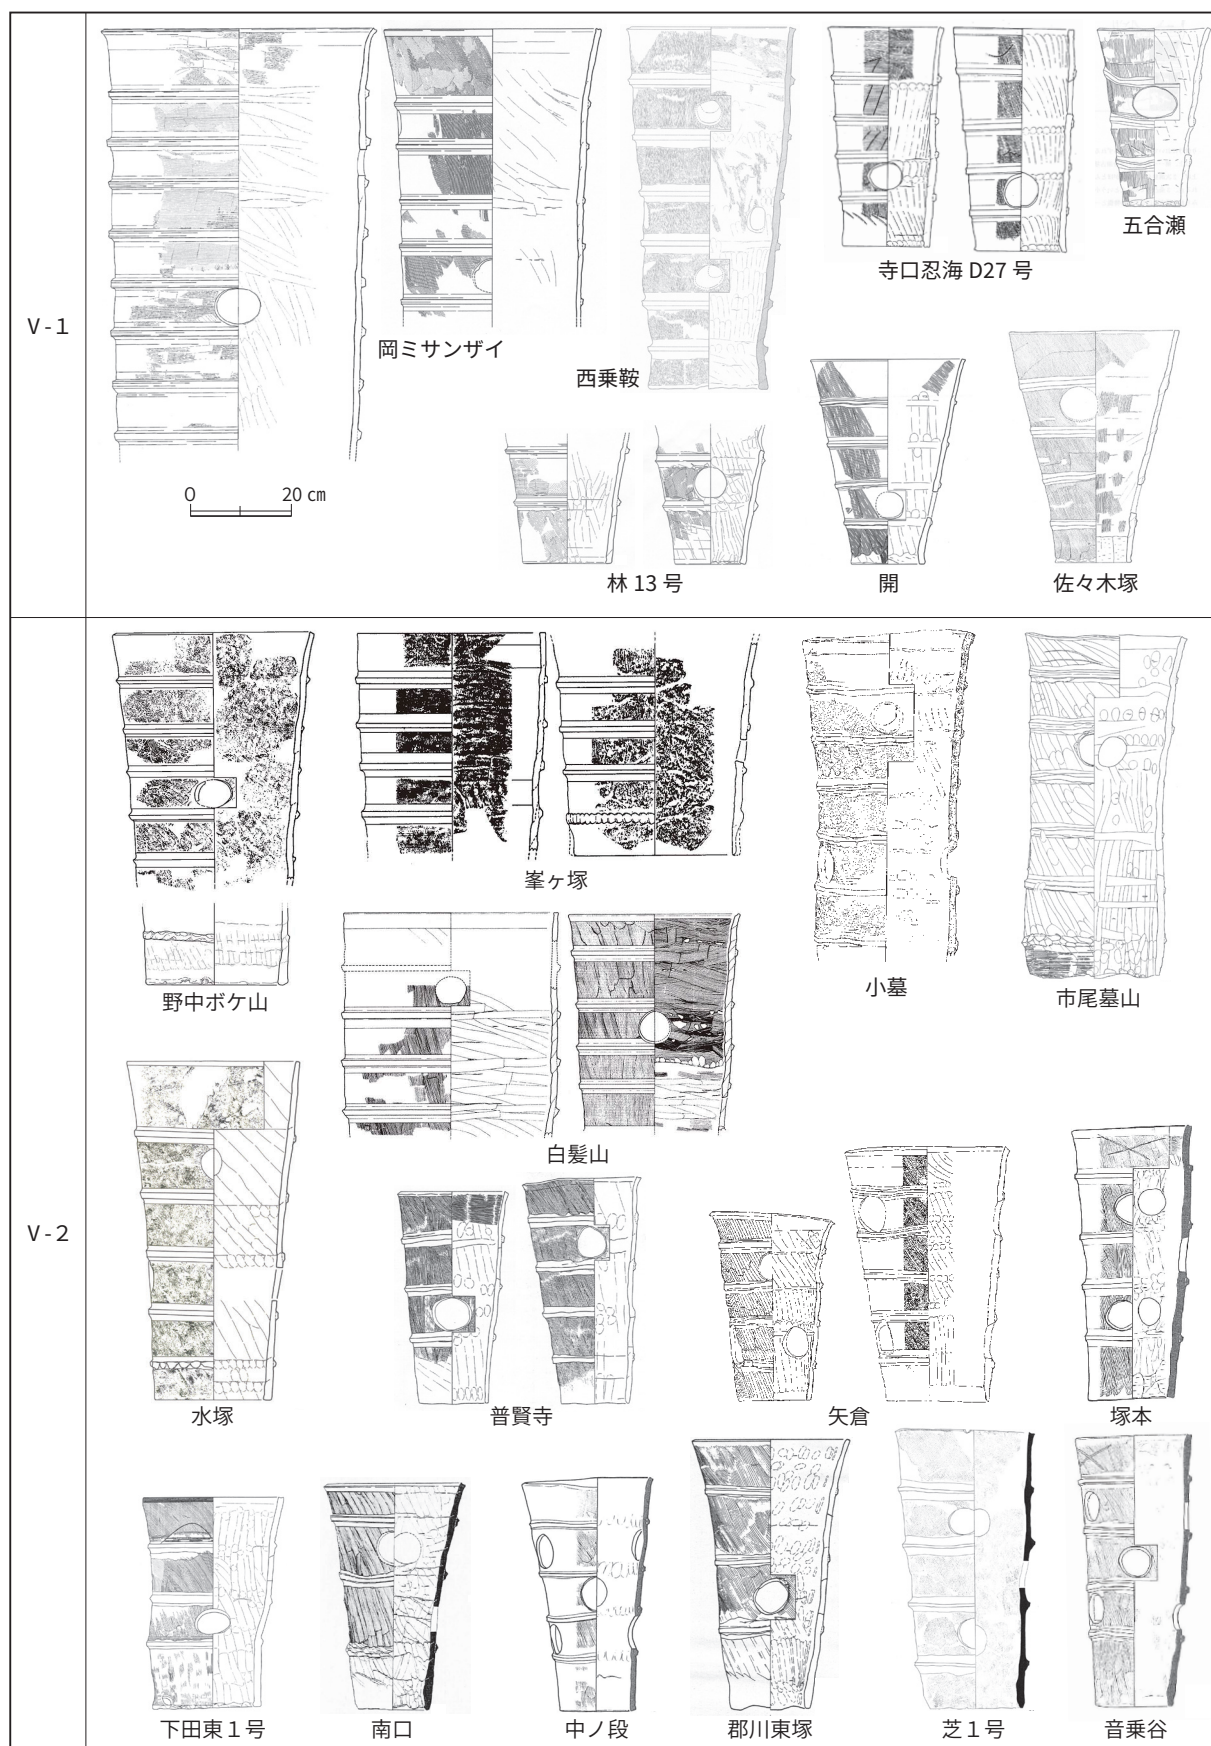 V-1
岡ミサンザイ
西乗鞍
寺口忍海 D27 号
五合瀬
0 20 ㎝
林 13 号
開
佐々木塚
V-2
野中ボケ山
峯ヶ塚
小墓
市尾墓山
白髪山
水塚
普賢寺
矢倉
塚本
下田東１号
南口
中ノ段
郡川東塚
芝１号
音乗谷